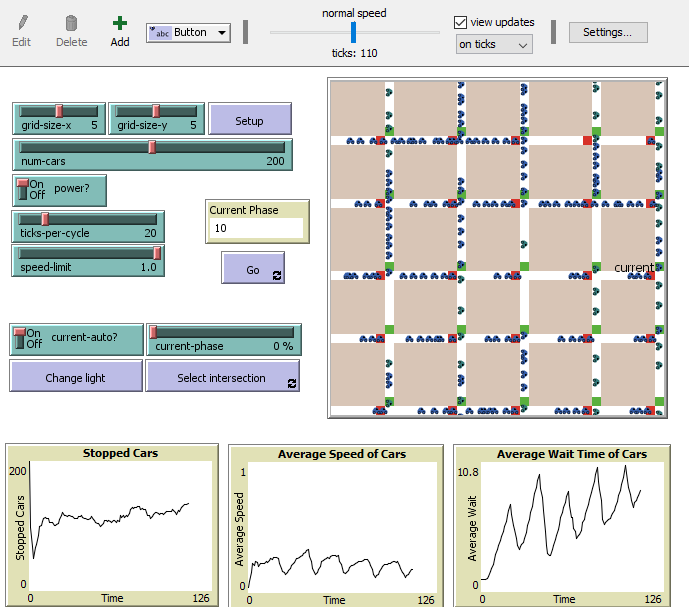 normal speed
Edit
Delete
Add
abc Button
view updates
on ticks
Settings...
ticks: 110
grid-size-x 5
grid-size-y 5
Setup
num-cars 200
On
Off
power?
ticks-per-cycle 20
Current Phase
10
speed-limit 1.0
Go
current
On
Off
current-auto?
current-phase 0 %
Change light
Select intersection
Stopped Cars
200
Stopped Cars
0
0 Time 126
Average Speed of Cars
1
Average Speed
0
0 Time 126
Average Wait Time of Cars
10.8
Average Wait
0
0 Time 126